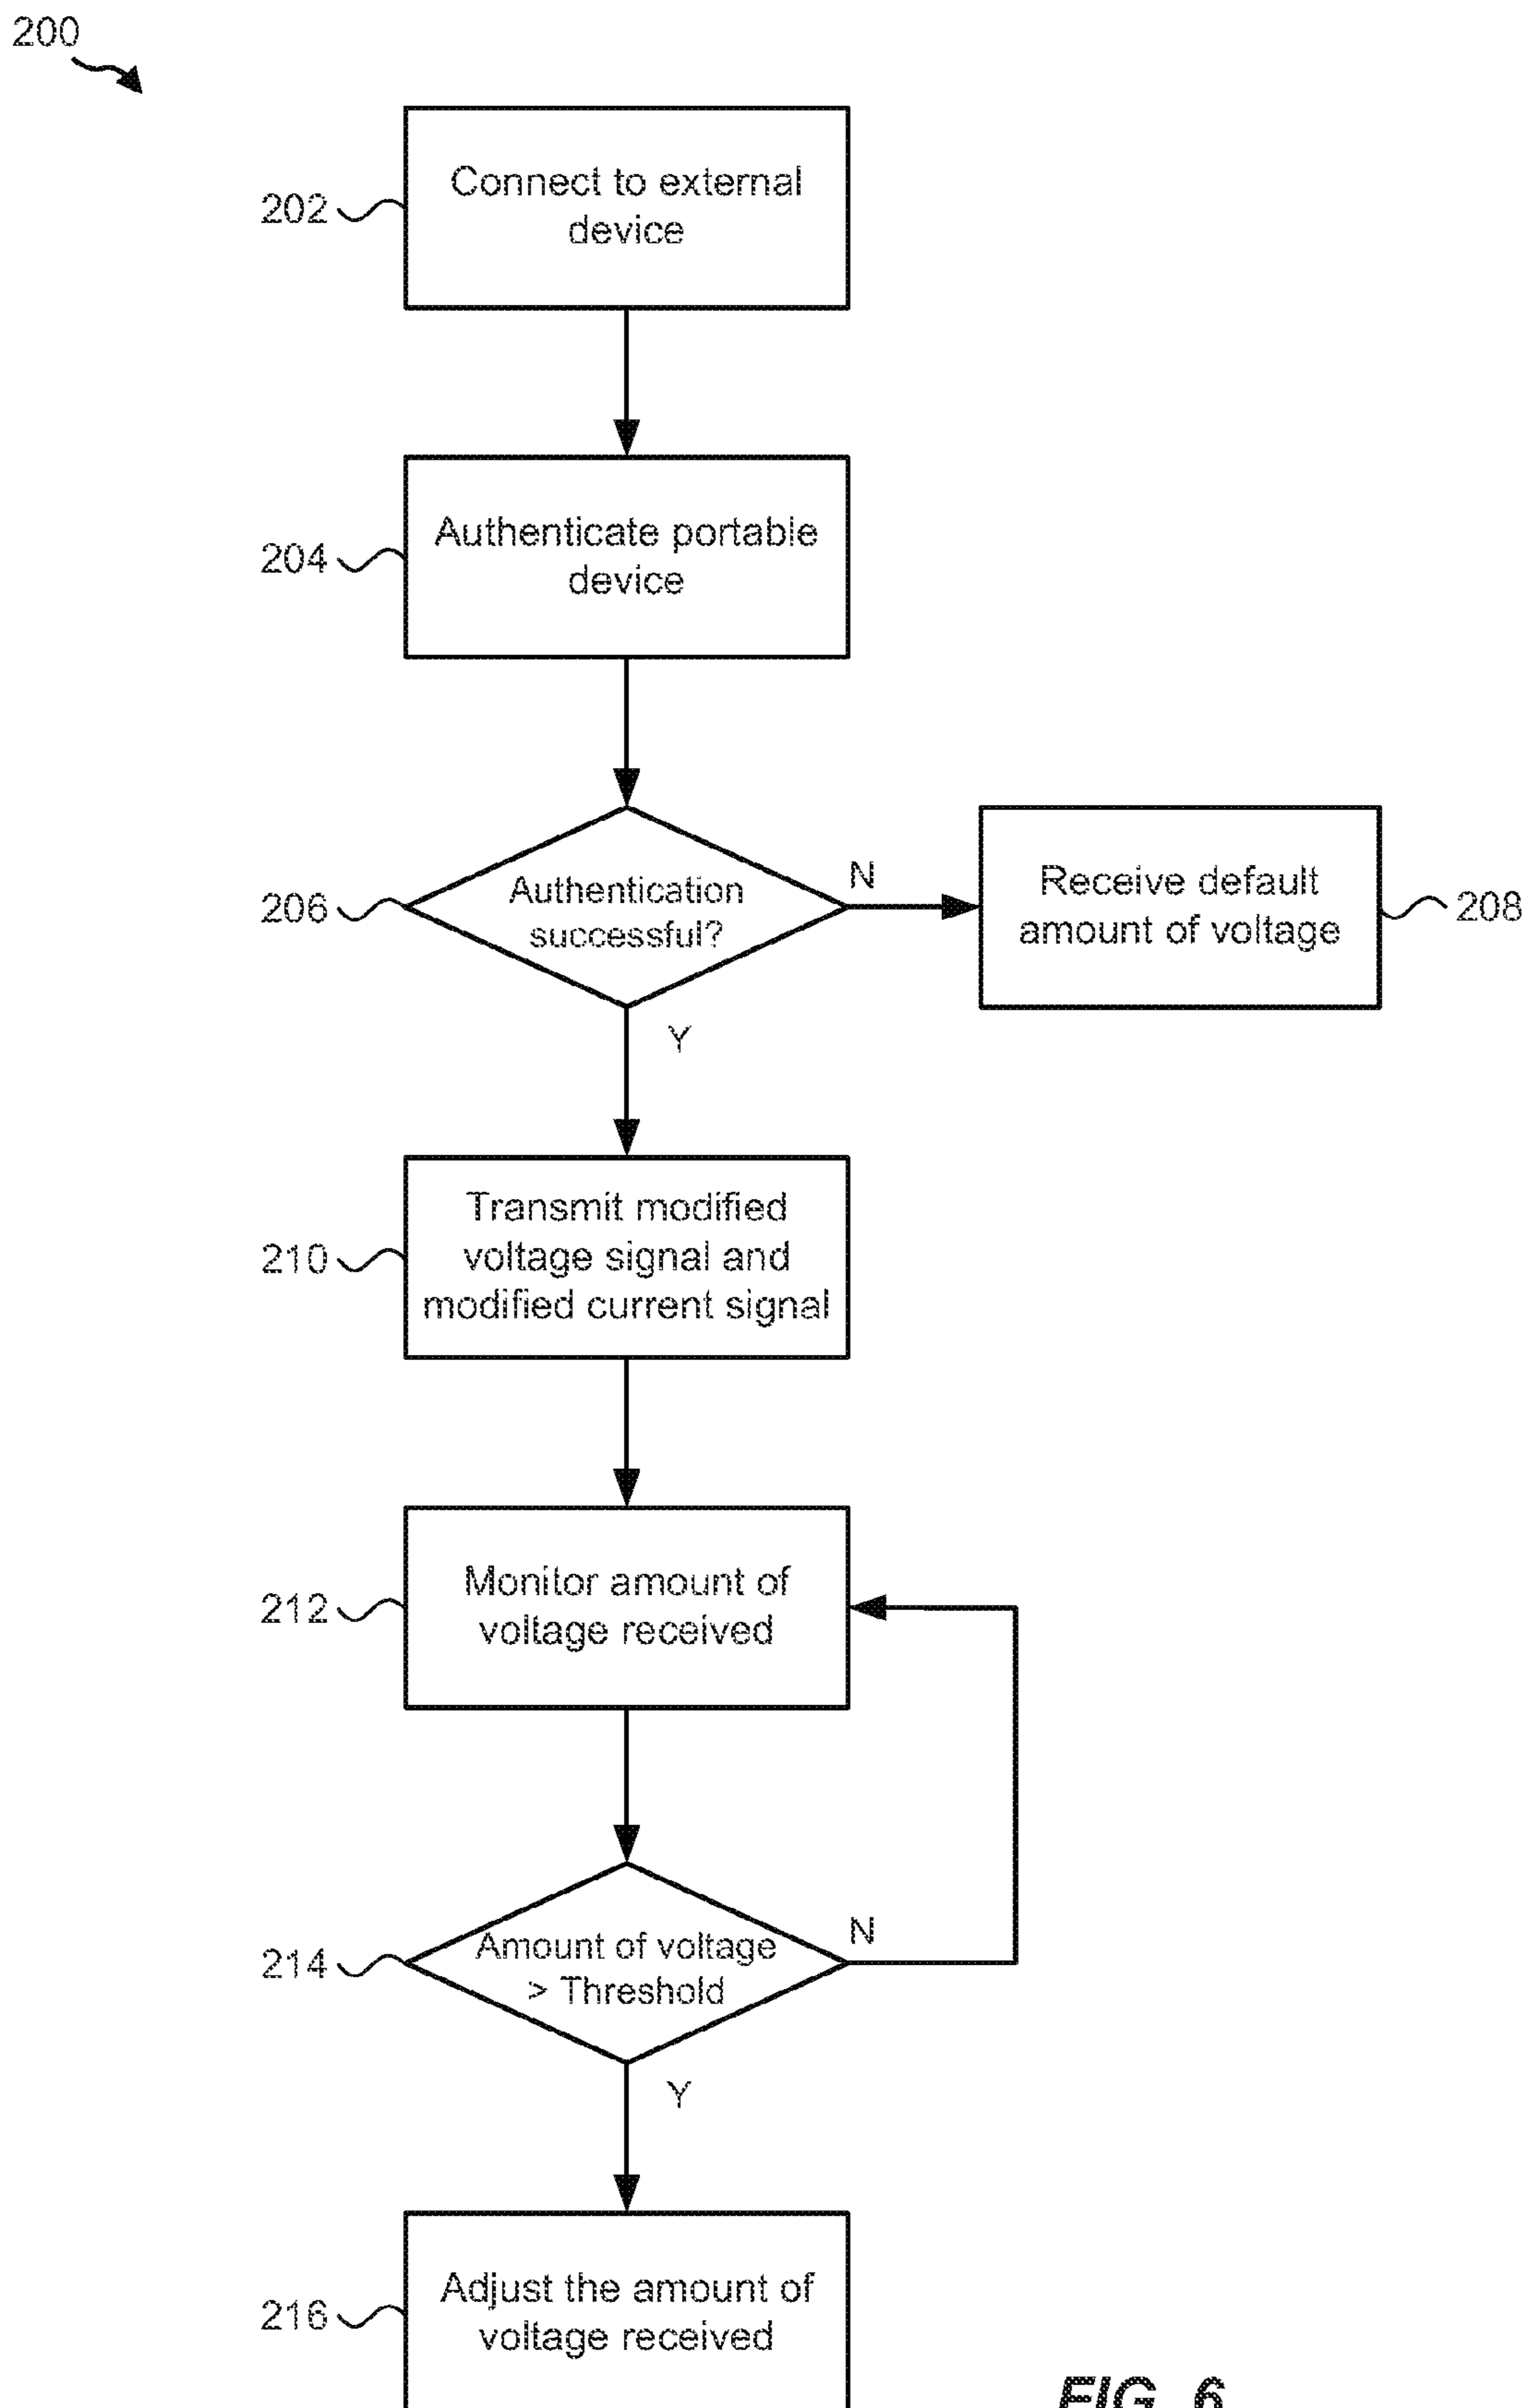 200
202
Connect to external
device
204
Authenticate portable
device
206
Authentication
successful?
N
Receive default
amount of voltage
208
Y
210
Transmit modified
voltage signal and
modified current signal
212
Monitor amount of
voltage received
214
Amount of voltage
> Threshold
N
Y
216
Adjust the amount of
voltage received
FIG. 6